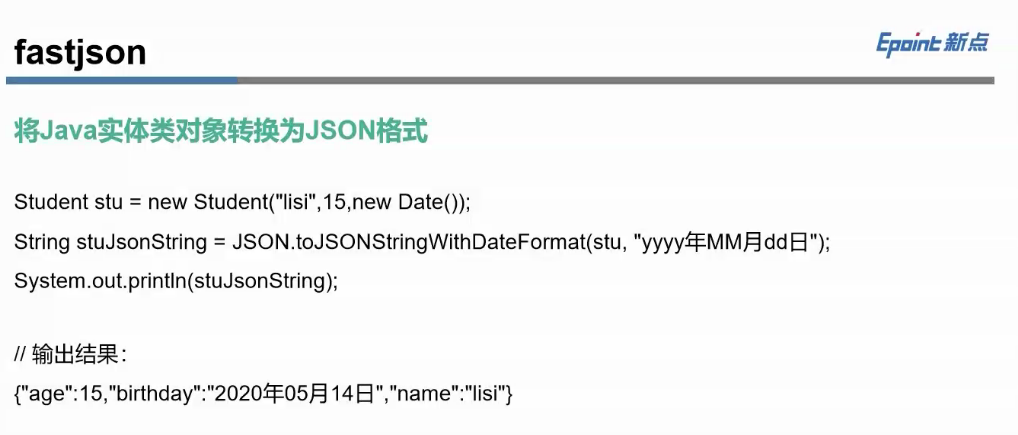 fastjson
Epoint 新点
将Java实体类对象转换为JSON格式
Student stu = new Student("lisi",15,new Date());
String stuJsonString = JSON.toJSONStringWithDateFormat(stu, "yyyy年MM月dd日");
System.out.println(stuJsonString);
// 输出结果：
{"age":15,"birthday":"2020年05月14日","name":"lisi"}